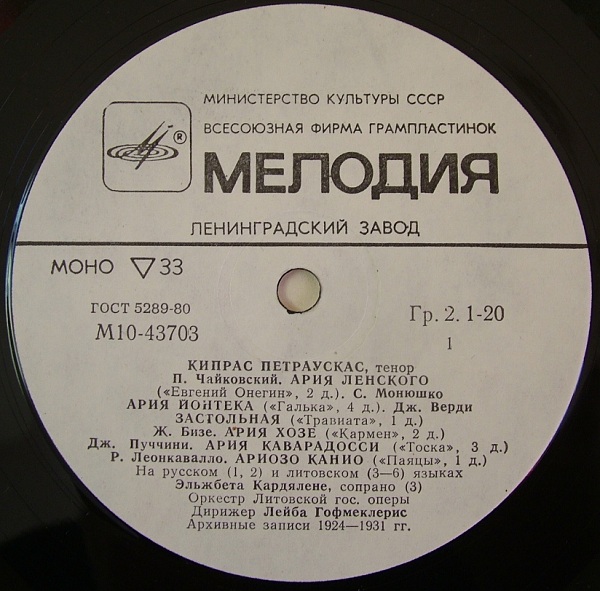 МИНИСТЕРСТВО КУЛЬТУРЫ СССР
ВСЕСОЮЗНАЯ ФИРМА ГРАМПЛАСТИНОК
®
МЕЛОДИЯ
ЛЕНИНГРАДСКИЙ ЗАВОД
МОНО ▽ 33
ГОСТ 5289-80
М10-43703
Гр. 2. 1-20
1
КИПРАС ПЕТРАУСКАС, тенор
П. Чайковский. АРИЯ ЛЕНСКОГО
(«Евгений Онегин», 2 д.). С. Монюшко
АРИЯ ЙОНТЕКА («Галька», 4 д.). Дж. Верди
ЗАСТОЛЬНАЯ («Травиата», 1 д.)
Ж. Бизе. АРИЯ ХОЗЕ («Кармен», 2 д.)
Дж. Пуччини. АРИЯ КАВАРАДОССИ («Тоска», 3 д.)
Р. Леонкавалло. АРИОЗО КАНИО («Паяцы», 1 д.)
На русском (1, 2) и литовском (3—6) языках
Эльжбета Кардялене, сопрано (3)
Оркестр Литовской гос. оперы
Дирижер Лейба Гофмеклерис
Архивные записи 1924—1931 гг.